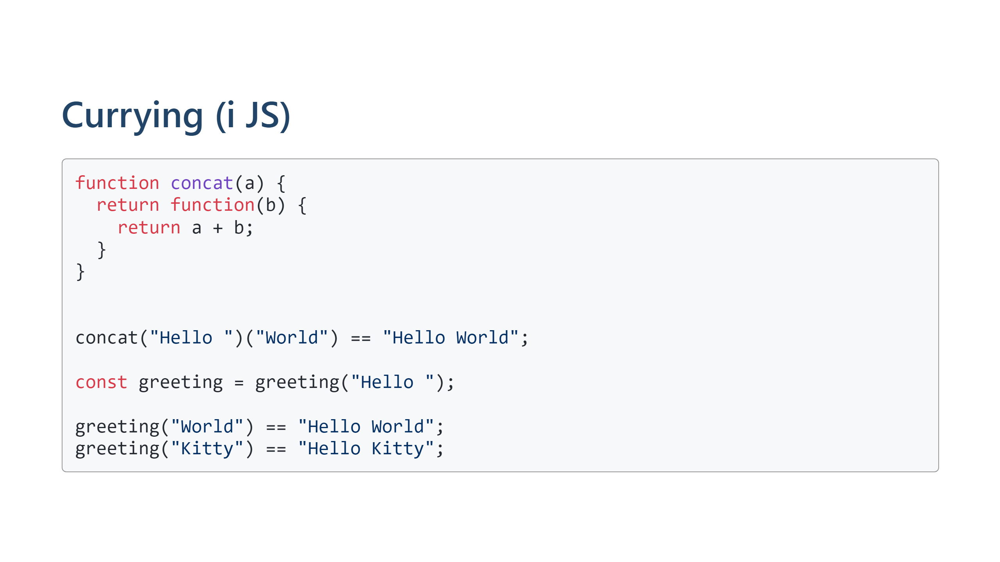 Currying (i JS)
function concat(a) {
  return function(b) {
    return a + b;
  }
}
concat("Hello ")("World") == "Hello World";
const greeting = greeting("Hello ");
greeting("World") == "Hello World";
greeting("Kitty") == "Hello Kitty";